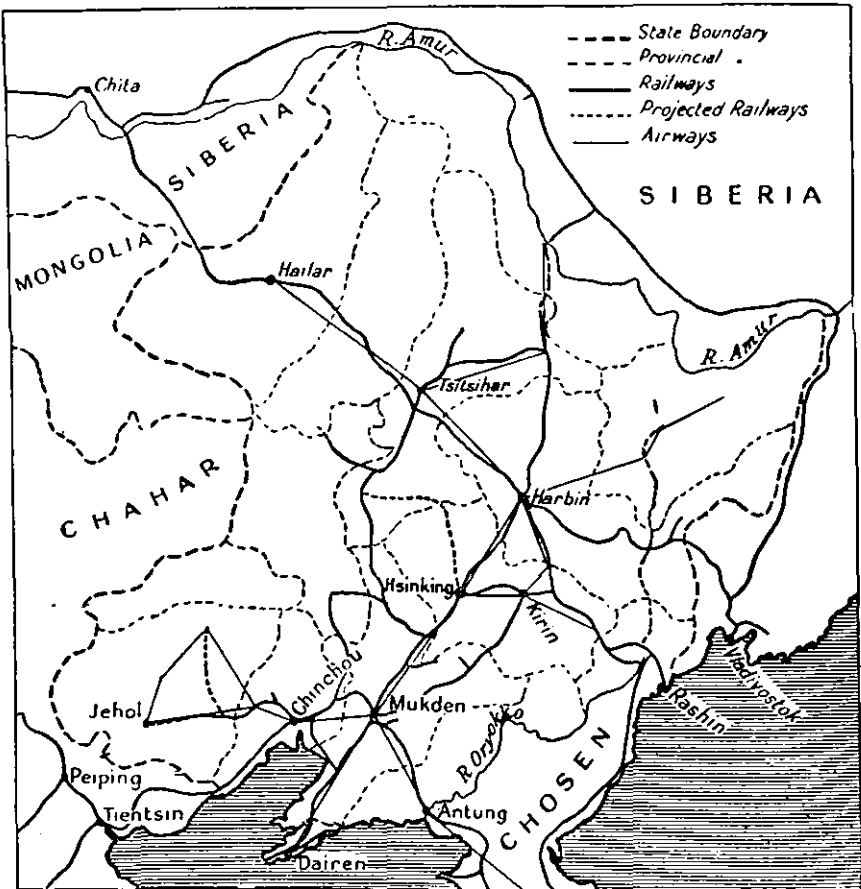 State Boundary
Provincial "
Railways
Projected Railways
Airways
R. Amur
Chita
SIBERIA
SIBERIA
MONGOLIA
Hailar
R. Amur
Tsitsihar
CHAHAR
Harbin
Hsinking
Kirin
Chinchou
Jehol
Mukden
Vladivostok
Rashin
R. Oryokko
CHOSEN
Peiping
Tientsin
Antung
Dairen